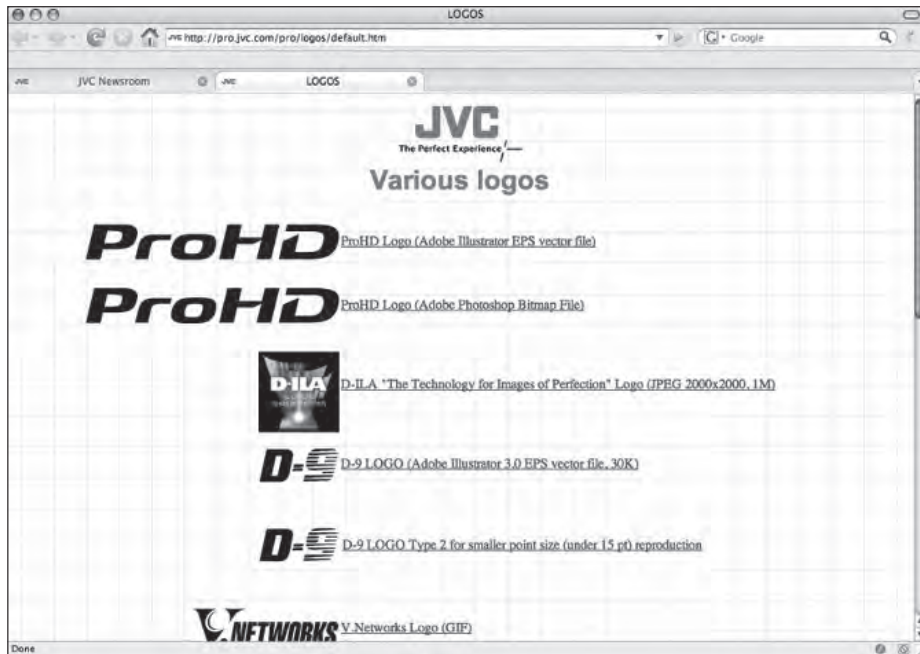 LOGOS
JVC http://pro.jvc.com/pro/logos/default.htm
G Google
JVC JVC Newsroom
JVC LOGOS
JVC
The Perfect Experience
Various logos
ProHD ProHD Logo (Adobe Illustrator EPS vector file)
ProHD ProHD Logo (Adobe Photoshop Bitmap File)
D-ILA D-ILA "The Technology for Images of Perfection" Logo (JPEG 2000x2000, 1M)
D-9 D-9 LOGO (Adobe Illustrator 3.0 EPS vector file, 30K)
D-9 D-9 LOGO Type 2 for smaller point size (under 15 pt) reproduction
V.NETWORKS V.Networks Logo (GIF)
Done